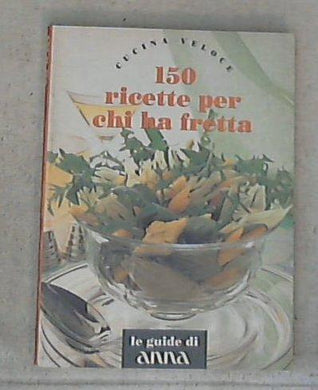 CUCINA VELOCE
150
ricette per
chi ha fretta
le guide di
anna